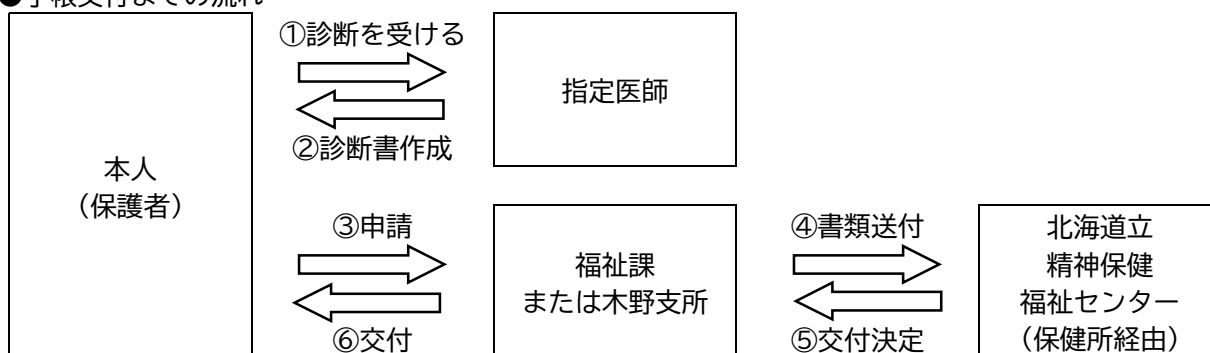 ●手帳交付までの流れ
①診断を受ける
指定医師
②診断書作成
本人
（保護者）
③申請
福祉課
または木野支所
⑥交付
④書類送付
北海道立
精神保健
福祉センター
（保健所経由）
⑤交付決定